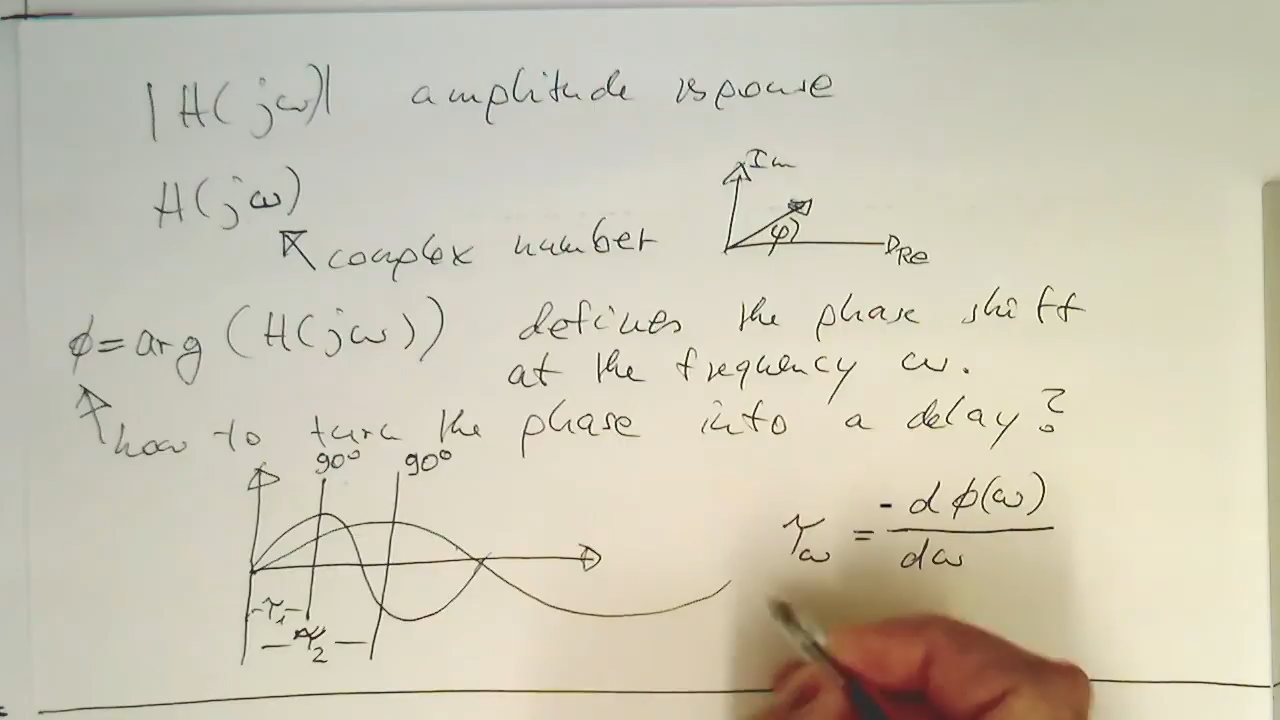 |H(jω)| amplitude response
H(jω)
Im
complex number
φ
Re
ϕ=arg(H(jω)) defines the phase shift
at the frequency ω.
how to turn the phase into a delay?
90° 90°
τω = -dϕ(ω)
dω
τ1
τ2